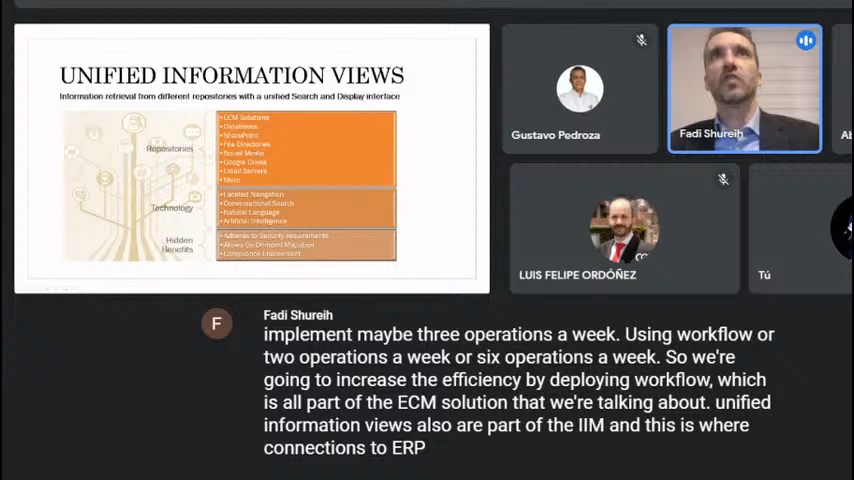 UNIFIED INFORMATION VIEWS
Information retrieval from different repositories with a unified Search and Display interface
Repositories
•ECM Solutions
•Databases
•SharePoint
•File Directories
•Social Media
•Google Drives
•Email Servers
•More
Technology
•Faceted Navigation
•Conversational Search
•Natural Language
•Artificial Intelligence
Hidden
Benefits
•Adheres to Security requirements
•Allows On Demand Migration
•Compliance Enablement
Gustavo Pedroza
Fadi Shureih
Ab
LUIS FELIPE ORDÓÑEZ
Tú
F
Fadi Shureih
implement maybe three operations a week. Using workflow or
two operations a week or six operations a week. So we're
going to increase the efficiency by deploying workflow, which
is all part of the ECM solution that we're talking about. unified
information views also are part of the IIM and this is where
connections to ERP